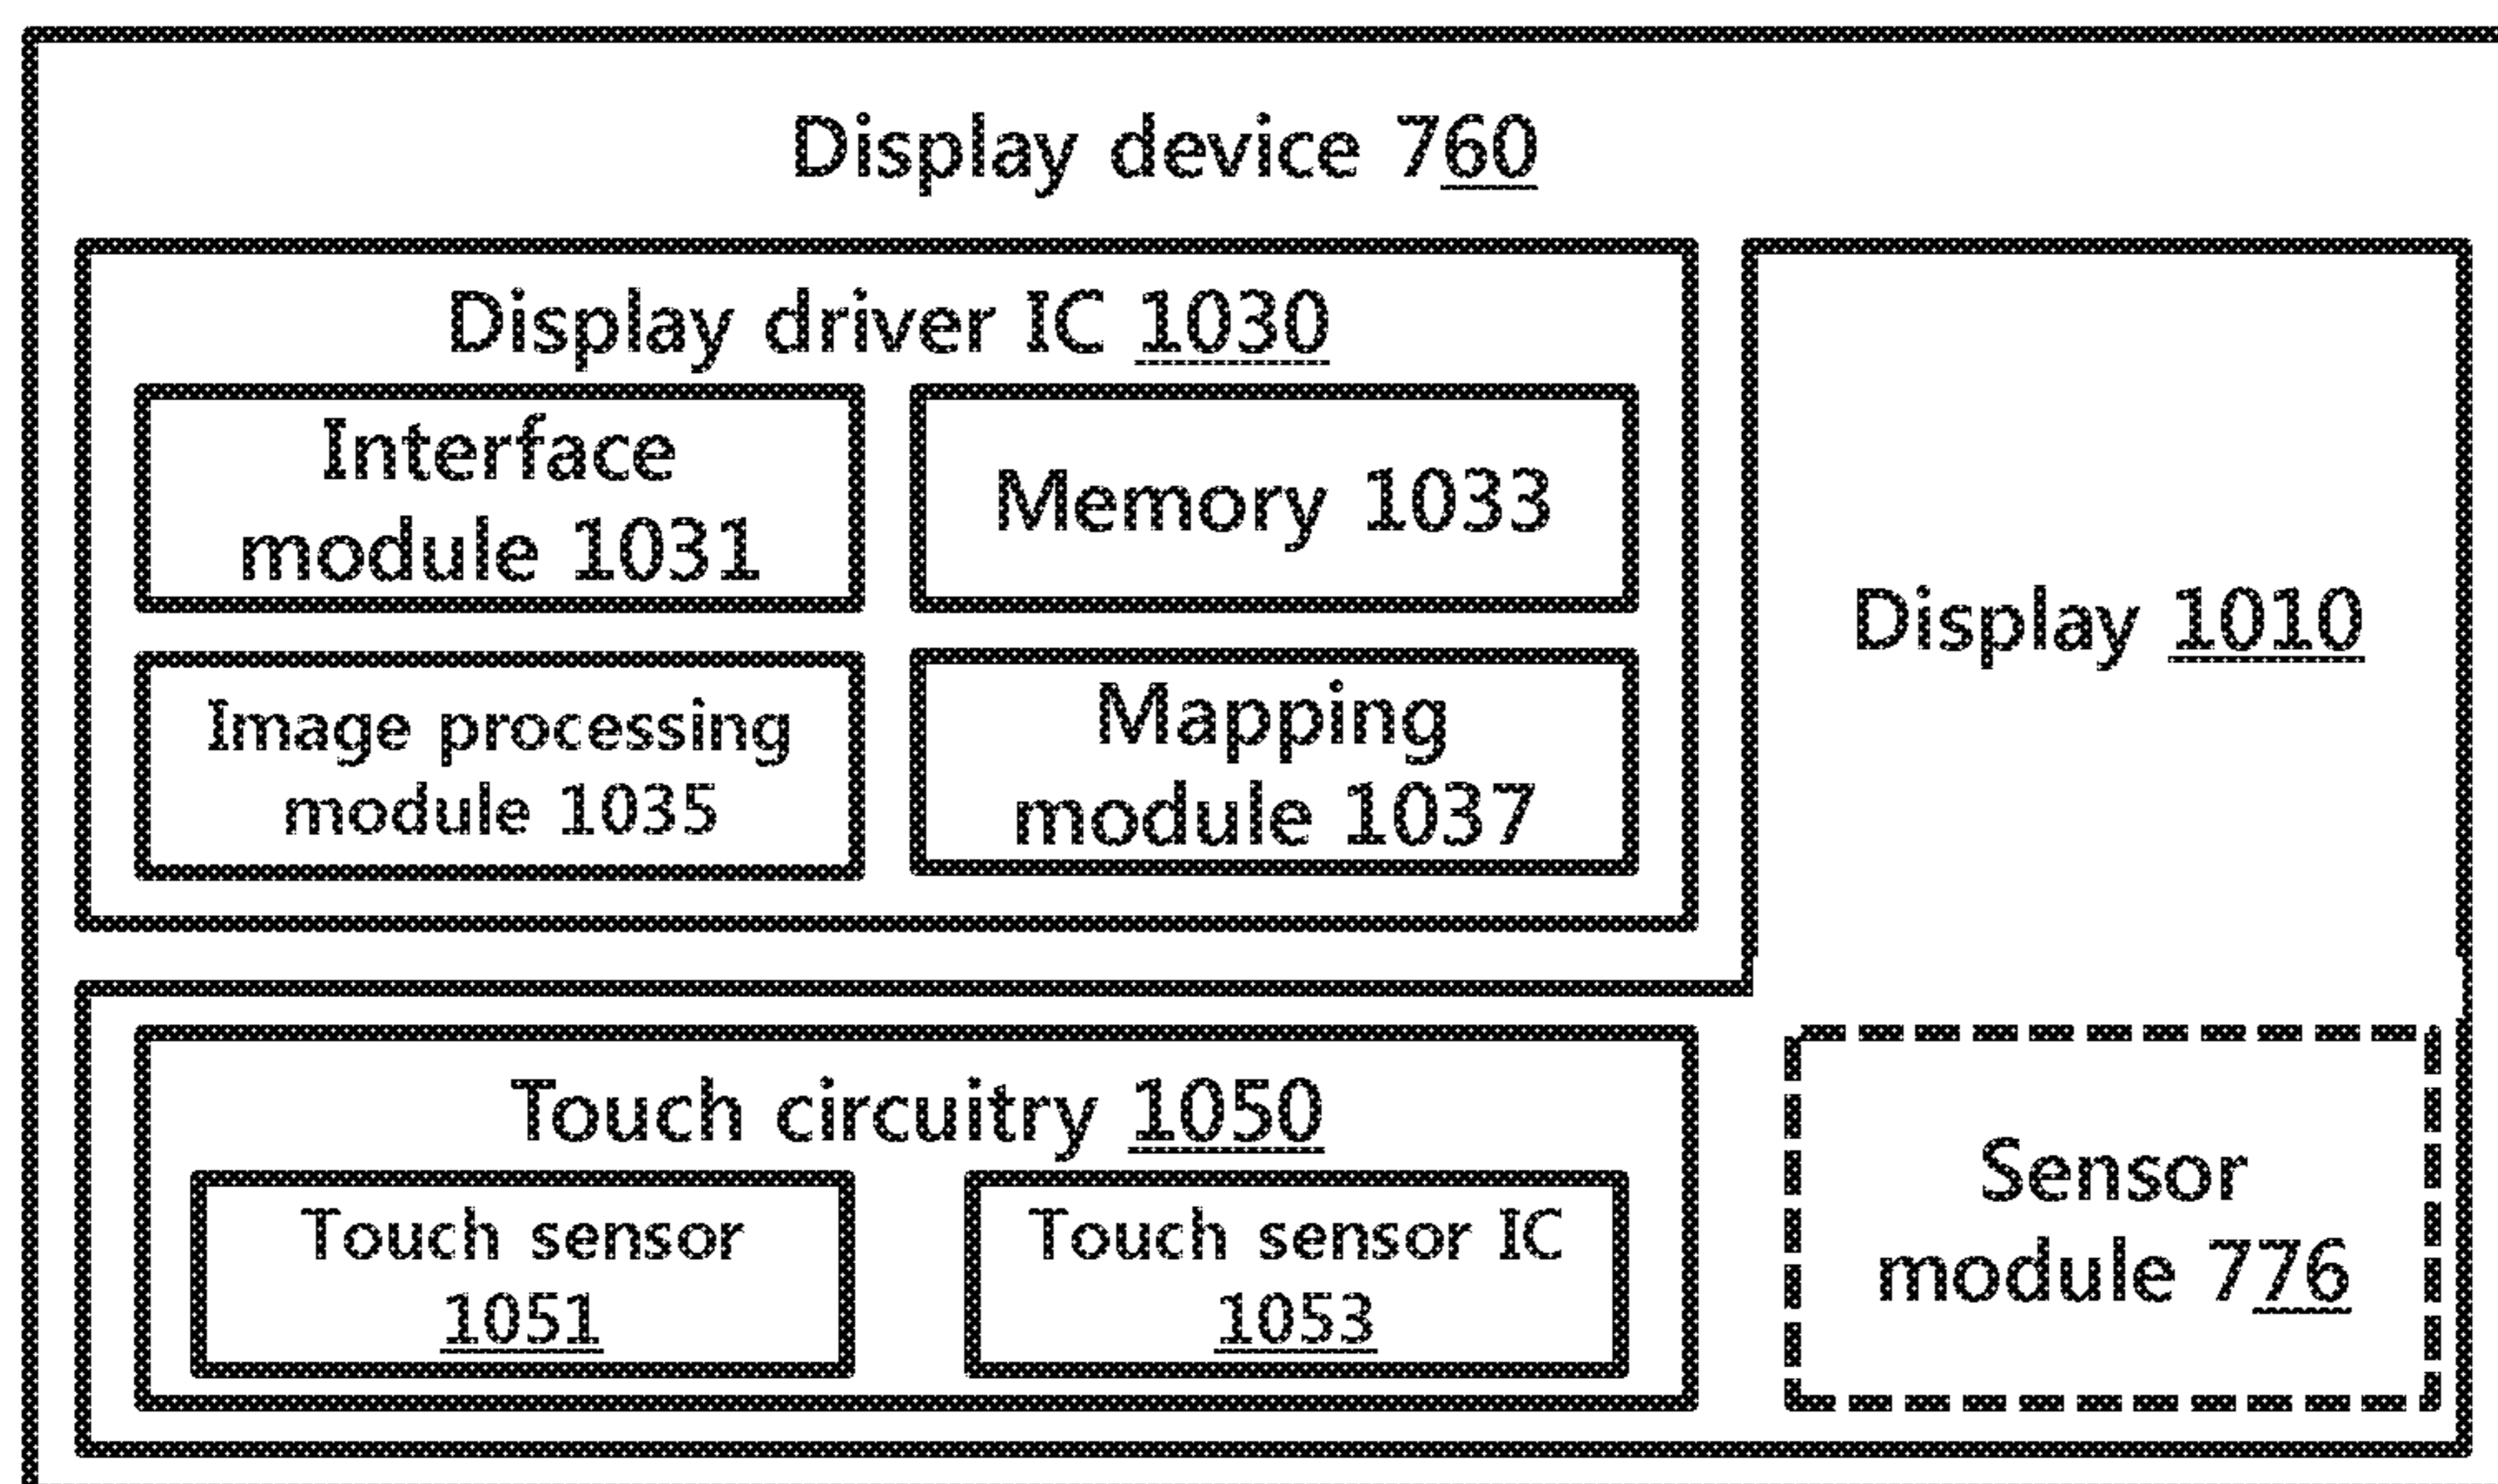 Display device 760
Display driver IC 1030
Interface
module 1031
Memory 1033
Image processing
module 1035
Mapping
module 1037
Display 1010
Touch circuitry 1050
Touch sensor
1051
Touch sensor IC
1053
Sensor
module 776